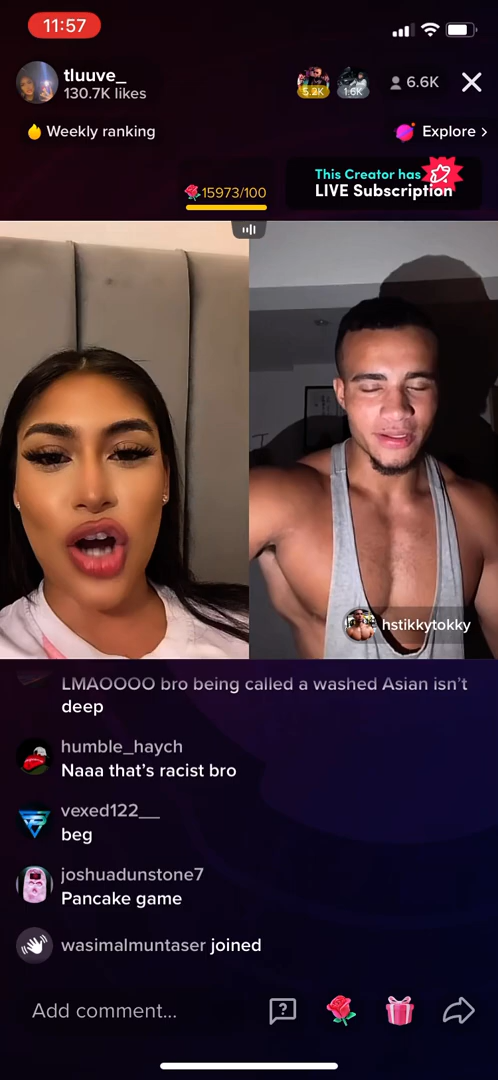 11:57
tluuve_
130.7K likes
5.2K
1.6K
6.6K
Weekly ranking
Explore >
15973/100
This Creator has
LIVE Subscription
hstikkytokky
LMAOOOO bro being called a washed Asian isn't
deep
humble_haych
Naaa that's racist bro
vexed122__
beg
joshuadunstone7
Pancake game
wasimalmuntaser joined
Add comment...